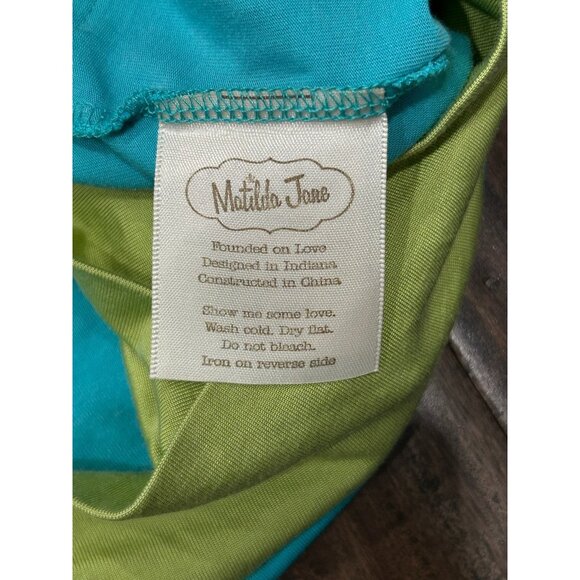 Matilda Jane
Founded on Love
Designed in Indiana
Constructed in China
Show me some love.
Wash cold. Dry flat.
Do not bleach.
Iron on reverse side